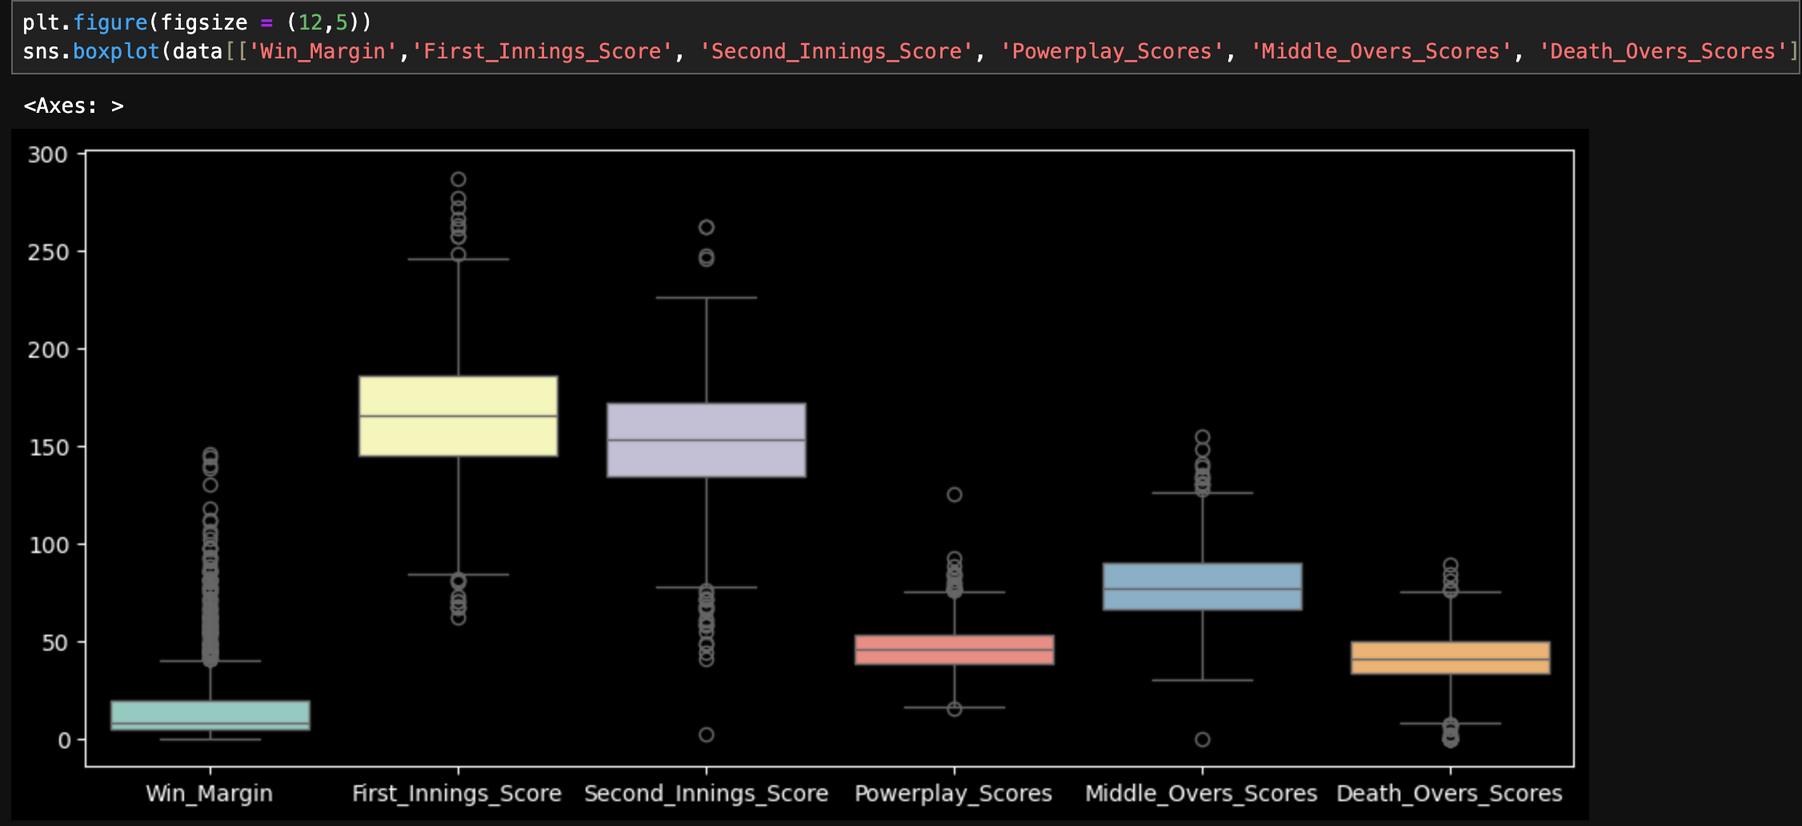 plt.figure(figsize = (12,5))
sns.boxplot(data[['Win_Margin','First_Innings_Score', 'Second_Innings_Score', 'Powerplay_Scores', 'Middle_Overs_Scores', 'Death_Overs_Scores']
<Axes: >
300
250
200
150
100
50
0
Win_Margin First_Innings_Score Second_Innings_Score Powerplay_Scores Middle_Overs_Scores Death_Overs_Scores